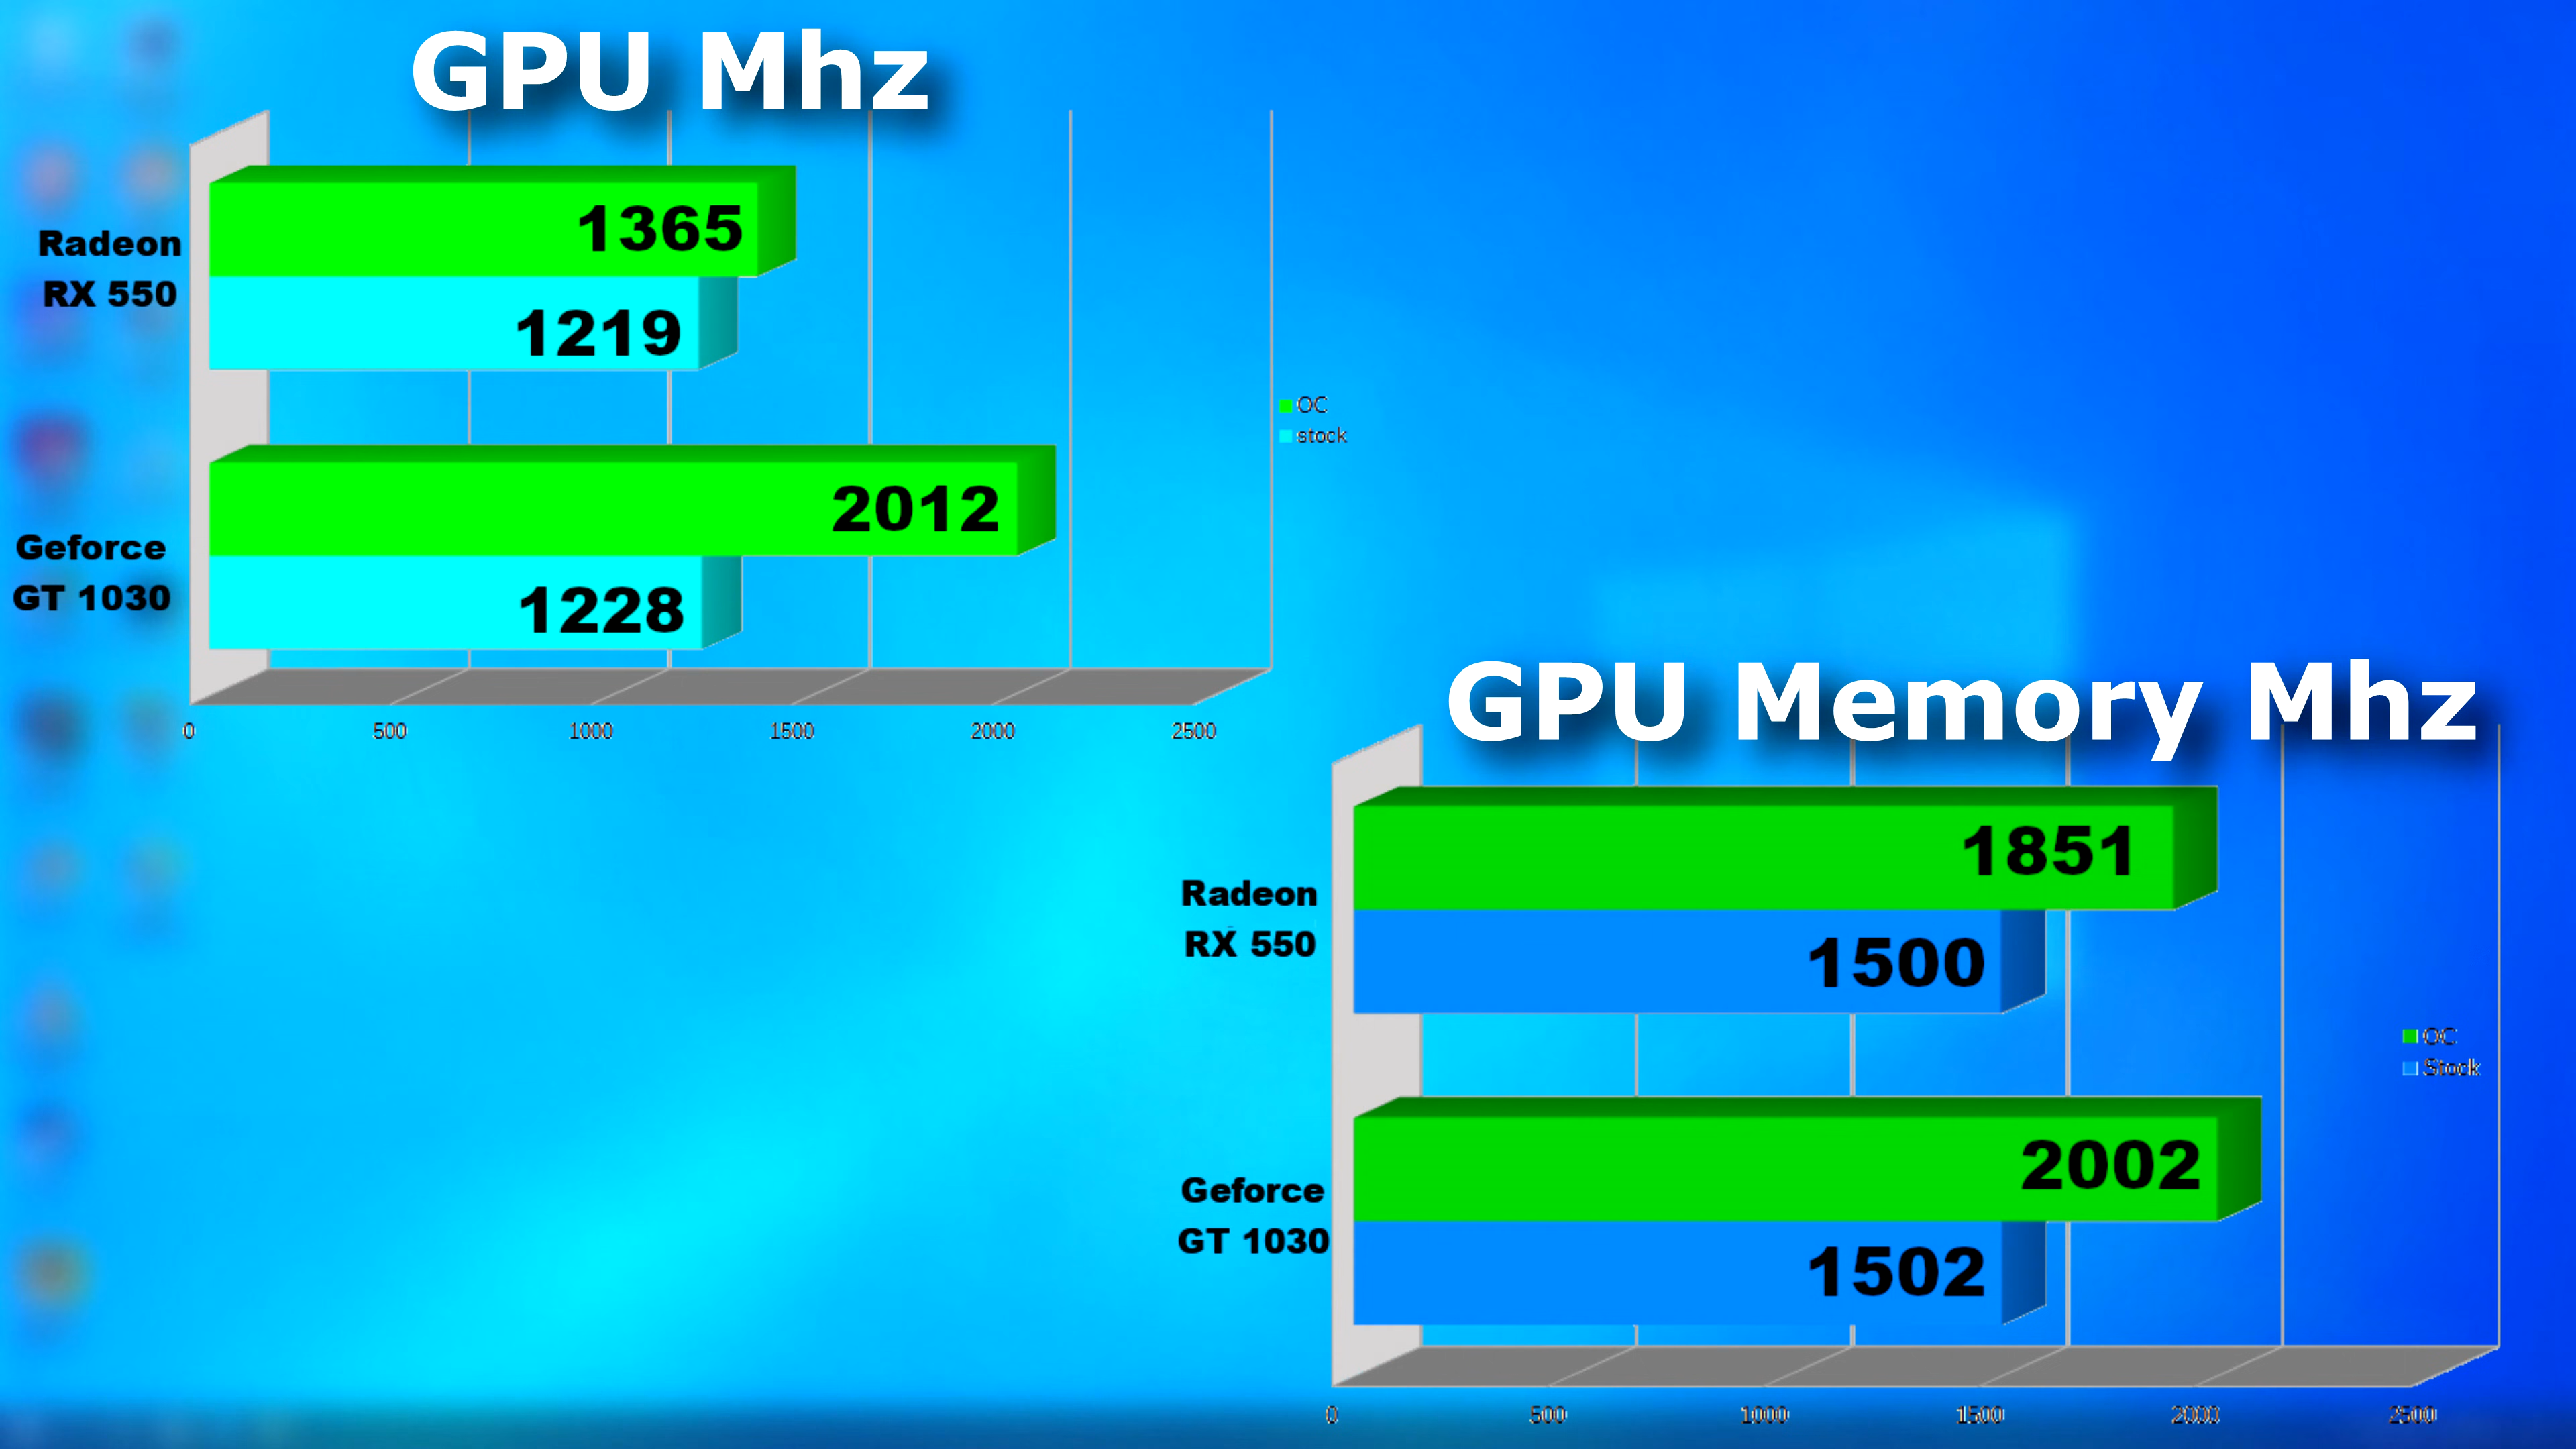 GPU Mhz
Radeon
RX 550
1365
1219
Geforce
GT 1030
2012
1228
OC
stock
0 500 1000 1500 2000 2500
GPU Memory Mhz
Radeon
RX 550
1851
1500
Geforce
GT 1030
2002
1502
OC
Stock
0 500 1000 1500 2000 2500